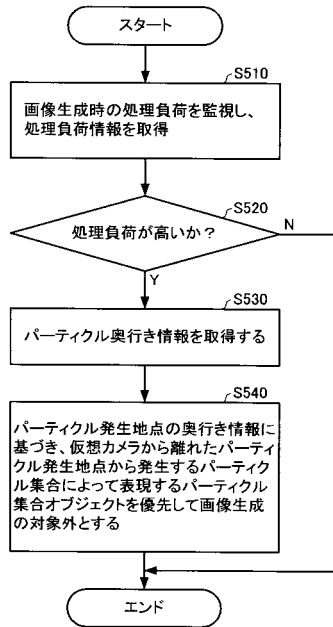 スタート
S510
画像生成時の処理負荷を監視し、
処理負荷情報を取得
S520
処理負荷が高いか？
N
Y
S530
パーティクル奥行き情報を取得する
S540
パーティクル発生地点の奥行き情報に
基づき、仮想カメラから離れたパーティ
クル発生地点から発生するパーティク
ル集合によって表現するパーティクル
集合オブジェクトを優先して画像生成
の対象外とする
エンド